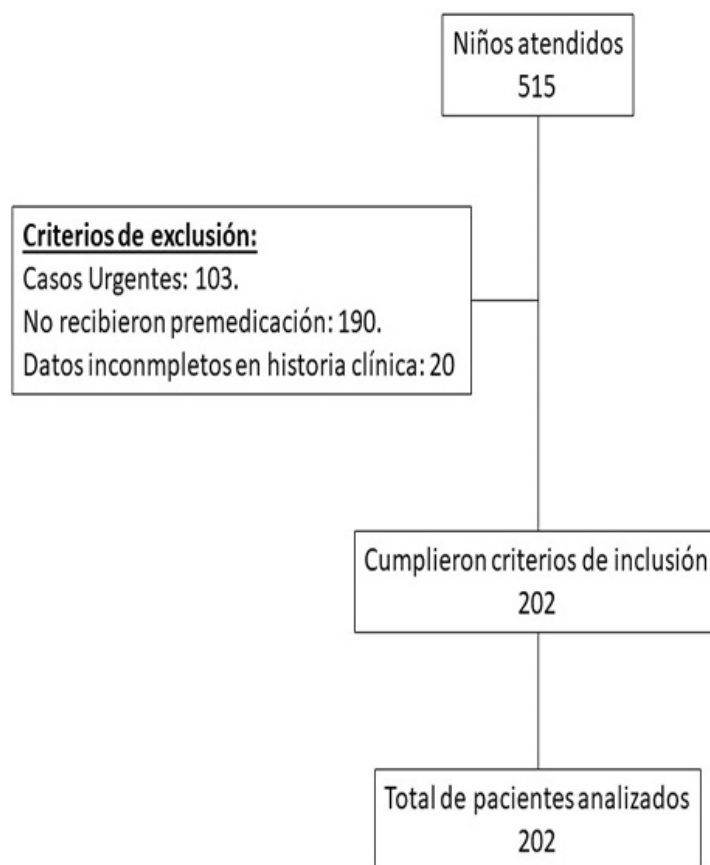 Niños atendidos
515
Criterios de exclusión:
Casos Urgentes: 103.
No recibieron premedicación: 190.
Datos inconmpletos en historia clínica: 20
Cumplieron criterios de inclusión
202
Total de pacientes analizados
202